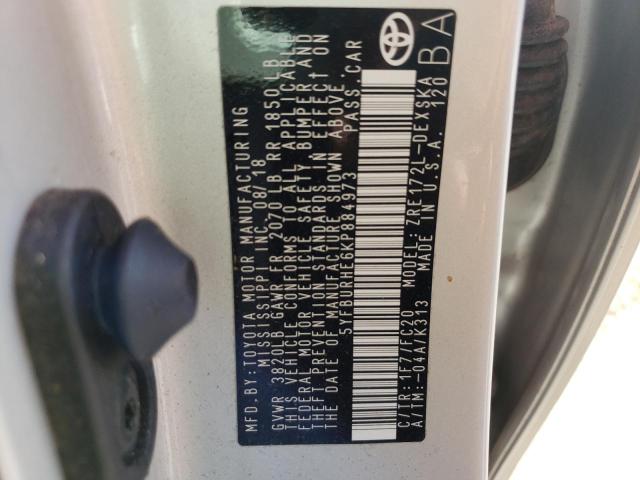 MFD.BY: TOYOTA MOTOR MANUFACTURING
MISSISSIPPI INC. 08/18
GVWR 3820LB GAWR FR 2070 LB RR 1850 LB
THIS VEHICLE CONFORMS TO ALL APPLICABLE
FEDERAL MOTOR VEHICLE SAFETY, BUMPER, AND
THEFT PREVENTION STANDARDS IN EFFECT ON
THE DATE OF MANUFACTURE SHOWN ABOVE.
5YFBURHE6KP884973 PASS.CAR
C/TR: 1F7/FC20 MODEL: ZRE172L-DEXSKA
A/TM: -04A/K313 MADE IN U.S.A. 120
BA